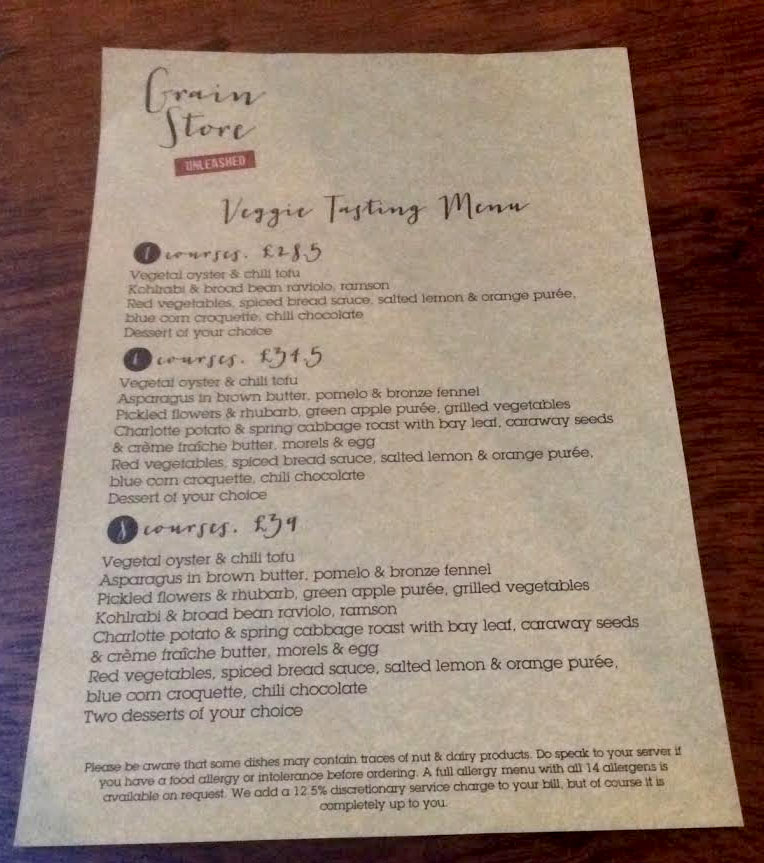 Grain
Store
UNLEASHED
Veggie Tasting Menu
courses. £28.5
Vegetal oyster & chili tofu
Kohlrabi & broad bean raviolo, ramson
Red vegetables, spiced bread sauce, salted lemon & orange purée,
blue corn croquette, chili chocolate
Dessert of your choice
courses. £34.5
Vegetal oyster & chili tofu
Asparagus in brown butter, pomelo & bronze fennel
Pickled flowers & rhubarb, green apple purée, grilled vegetables
Charlotte potato & spring cabbage roast with bay leaf, caraway seeds
& crème fraîche butter, morels & egg
Red vegetables, spiced bread sauce, salted lemon & orange purée,
blue corn croquette, chili chocolate
Dessert of your choice
courses. £39
Vegetal oyster & chili tofu
Asparagus in brown butter, pomelo & bronze fennel
Pickled flowers & rhubarb, green apple purée, grilled vegetables
Kohlrabi & broad bean raviolo, ramson
Charlotte potato & spring cabbage roast with bay leaf, caraway seeds
& crème fraîche butter, morels & egg
Red vegetables, spiced bread sauce, salted lemon & orange purée,
blue corn croquette, chili chocolate
Two desserts of your choice
Please be aware that some dishes may contain traces of nut & dairy products. Do speak to your server if
you have a food allergy or intolerance before ordering. A full allergy menu with all 14 allergens is
available on request. We add a 12.5% discretionary service charge to your bill, but of course it is
completely up to you.